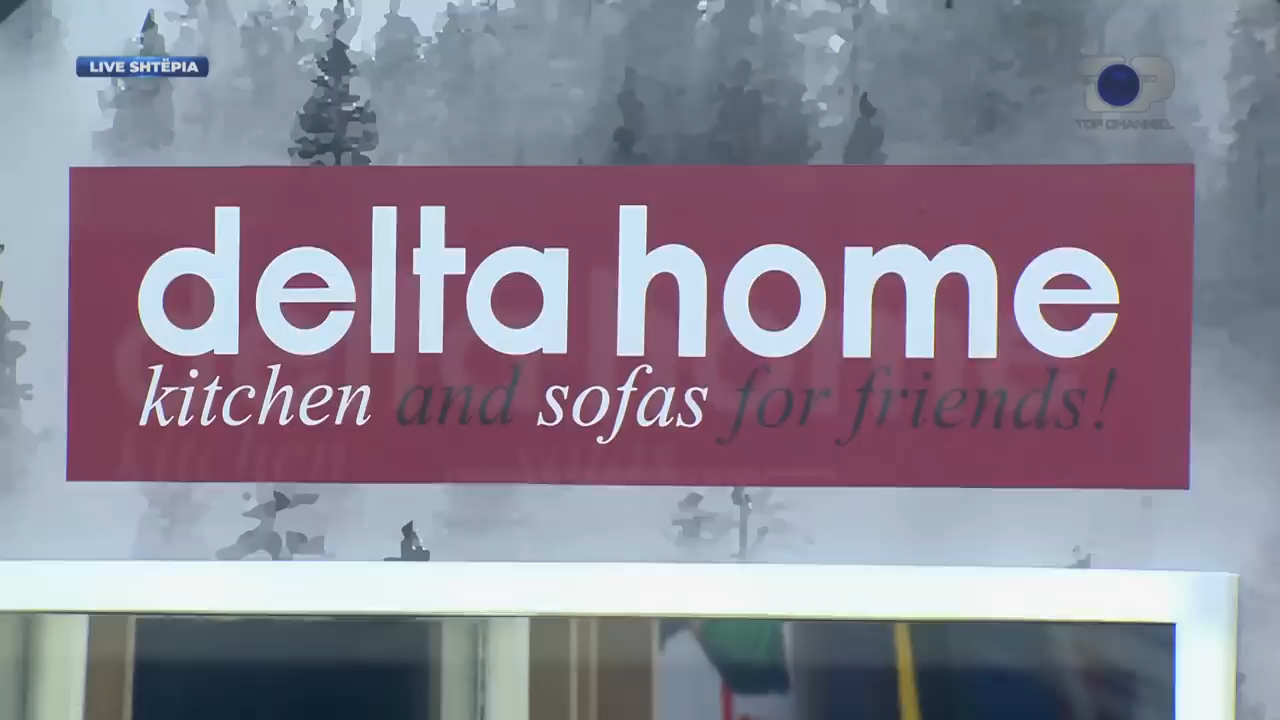 LIVE SHTËPIA
TOP CHANNEL
delta home
kitchen and sofas for friends!